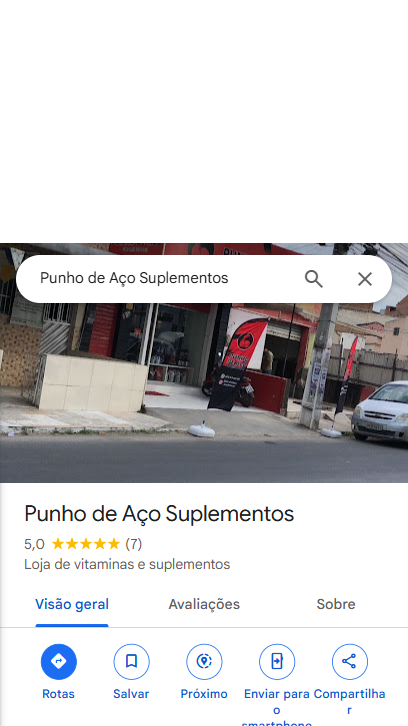 Punho de Aço Suplementos
Punho de Aço Suplementos
5,0 (7)
Loja de vitaminas e suplementos
Visão geral Avaliações Sobre
Rotas Salvar Próximo Enviar para o smartphone Compartilhar